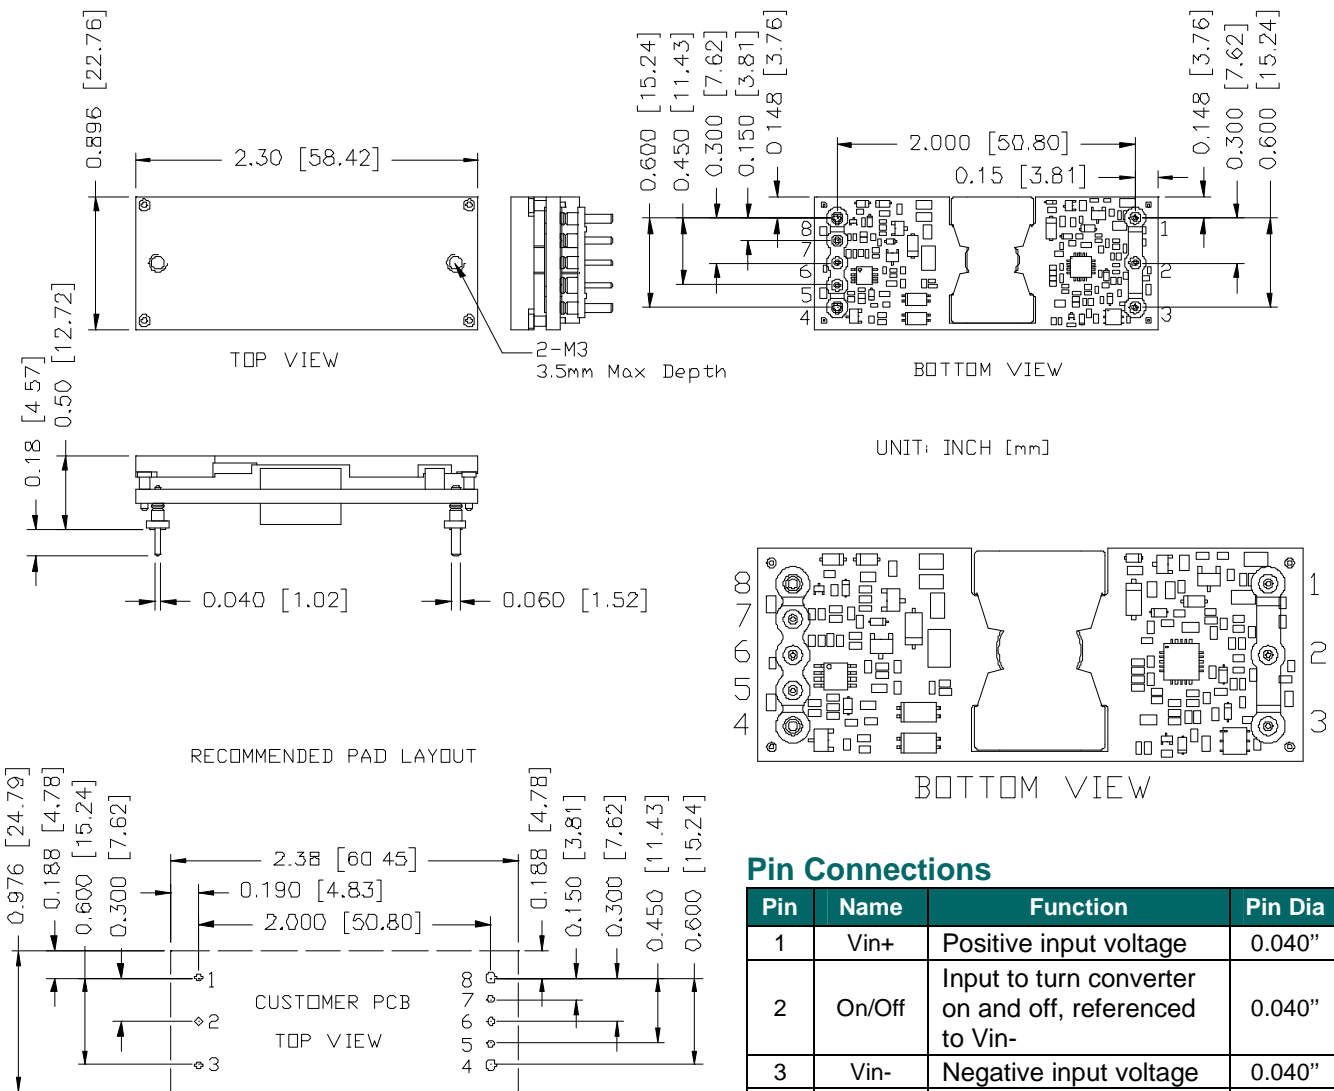 0.896 [22.76]
2.30 [58.42]
TOP VIEW
2-M3
3.5mm Max Depth
0.600 [15.24]
0.450 [11.43]
0.300 [7.62]
0.150 [3.81]
0.148 [3.76]
2.000 [50.80]
0.15 [3.81]
0.148 [3.76]
0.300 [7.62]
0.600 [15.24]
8
7
6
5
4
1
2
3
BOTTOM VIEW
0.18 [4 57]
0.50 [12.72]
0.040 [1.02]
0.060 [1.52]
UNIT: INCH [mm]
8
7
6
5
4
1
2
3
BOTTOM VIEW
RECOMMENDED PAD LAYOUT
0.976 [24.79]
0.188 [4.78]
0.600 [15.24]
0.300 [7.62]
2.38 [60 45]
0.190 [4.83]
2.000 [50.80]
0.188 [4.78]
0.150 [3.81]
0.300 [7.62]
0.450 [11.43]
0.600 [15.24]
1
2
3
CUSTOMER PCB
TOP VIEW
8
7
6
5
4
Pin Connections
Pin Name Function Pin Dia
1 Vin+ Positive input voltage 0.040”
2 On/Off Input to turn converter
on and off, referenced
to Vin- 0.040”
3 Vin- Negative input voltage 0.040”